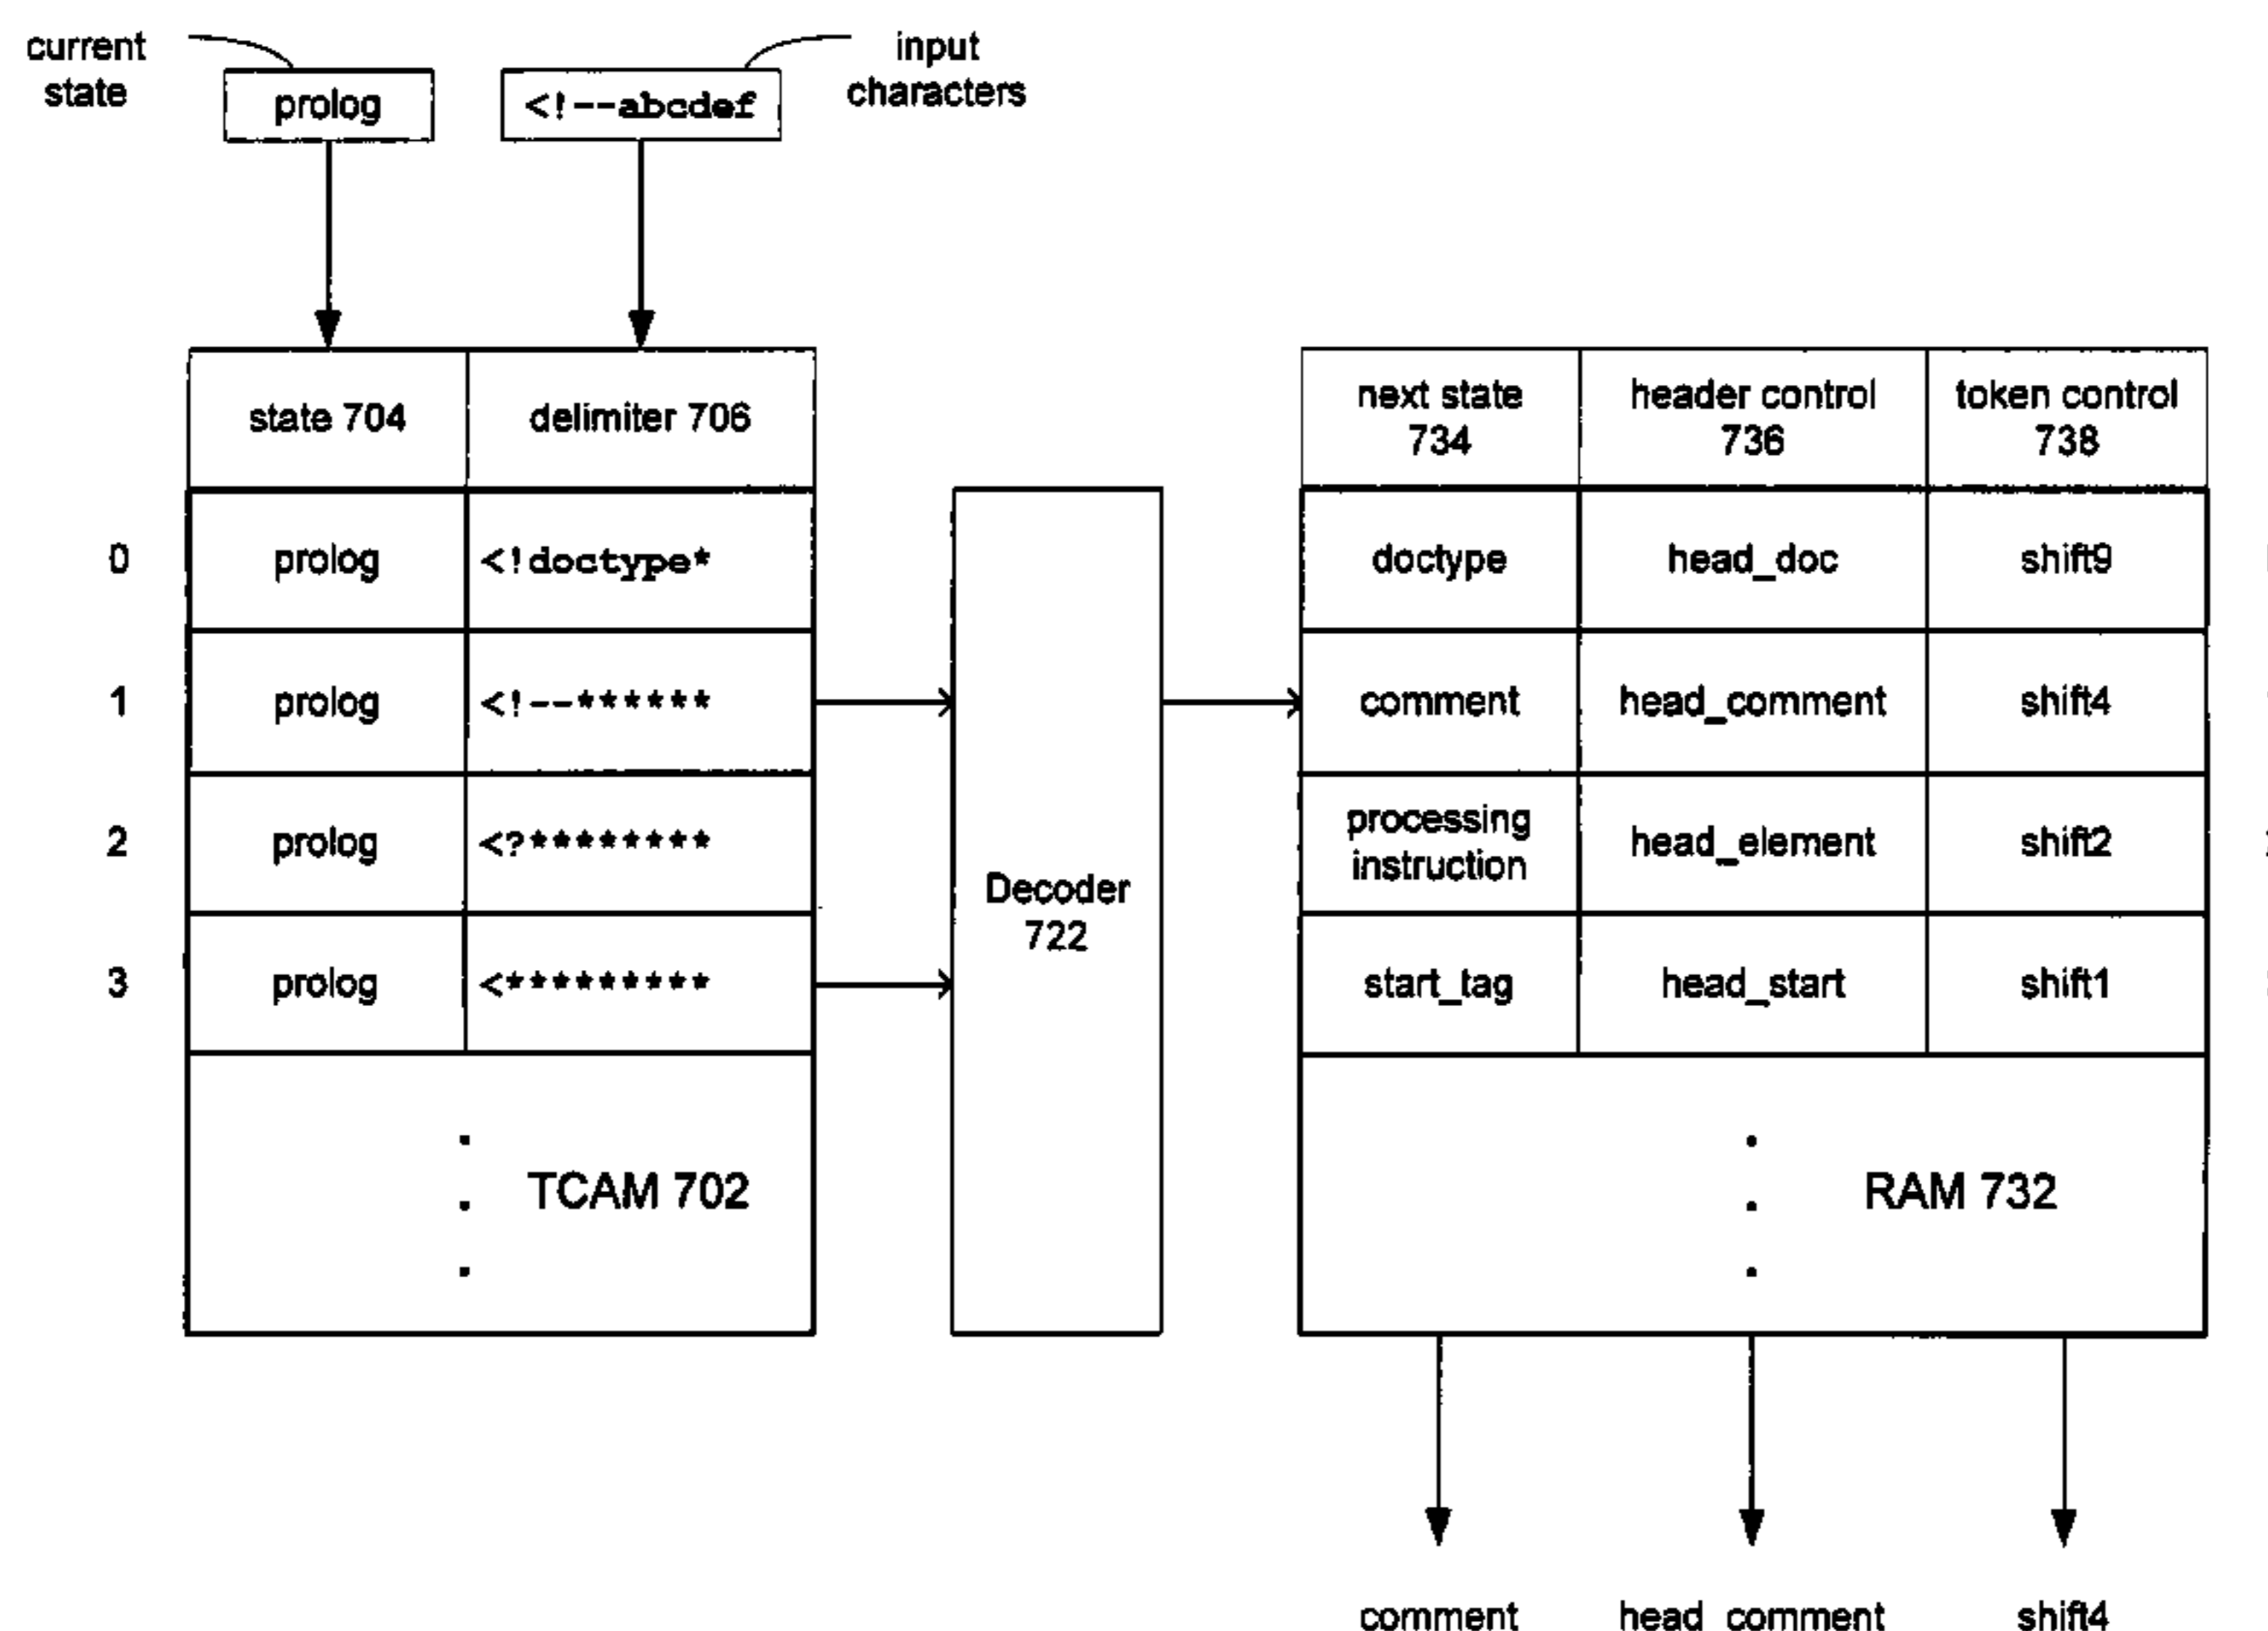 current
state
input
characters
prolog
<!--abcdef
state 704
delimiter 706
next state
734
header control
736
token control
738
0
prolog
<!doctype*
doctype
head_doc
shift9
1
prolog
<!--******
comment
head_comment
shift4
2
prolog
<?********
processing
instruction
head_element
shift2
3
prolog
<*********
start_tag
head_start
shift1
Decoder
722
TCAM 702
RAM 732
comment
head_comment
shift4